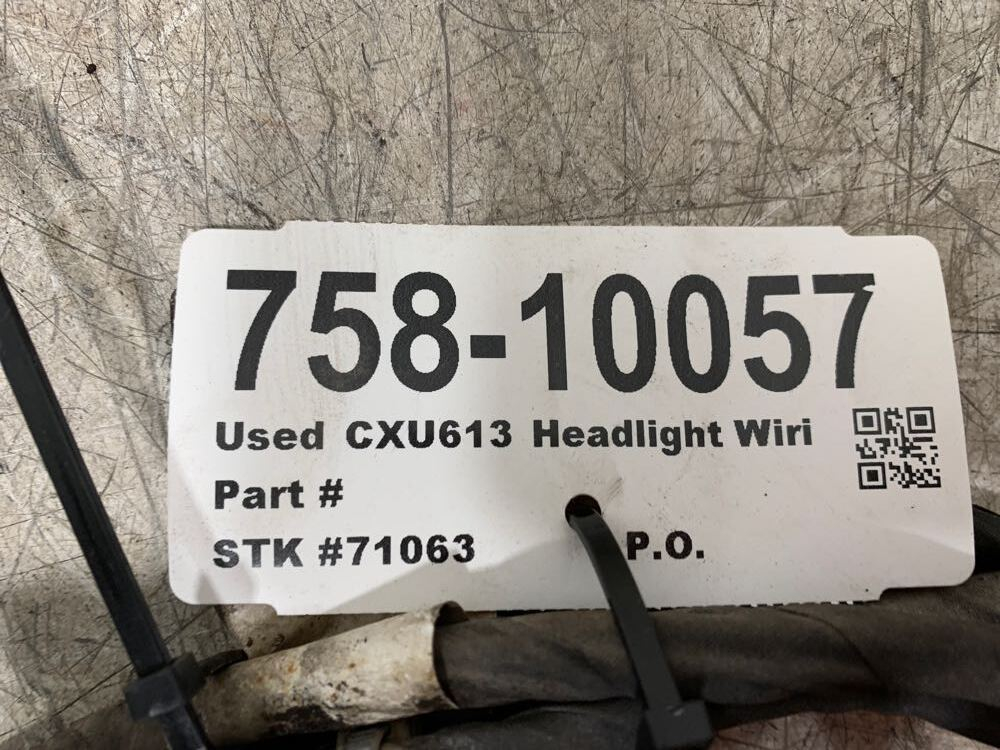 758-10057
Used CXU613 Headlight Wiri
Part #
STK #71063 P.O.